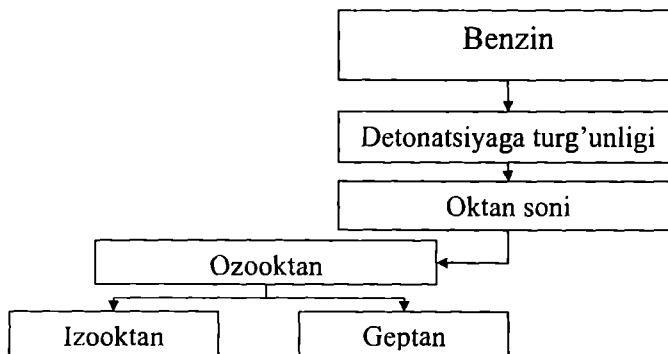 Benzin
Detonatsiyaga turg'unligi
Oktan soni
Ozooktan
Izooktan
Geptan